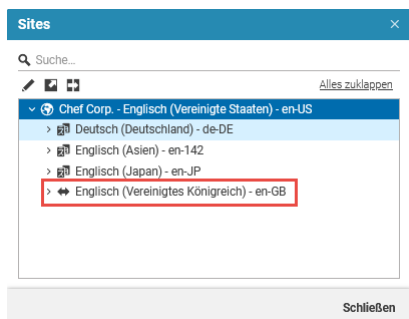 Sites
Suche...
Alles zuklappen
Chef Corp. - Englisch (Vereinigte Staaten) - en-US
Deutsch (Deutschland) - de-DE
Englisch (Asien) - en-142
Englisch (Japan) - en-JP
Englisch (Vereinigtes Königreich) - en-GB
Schließen